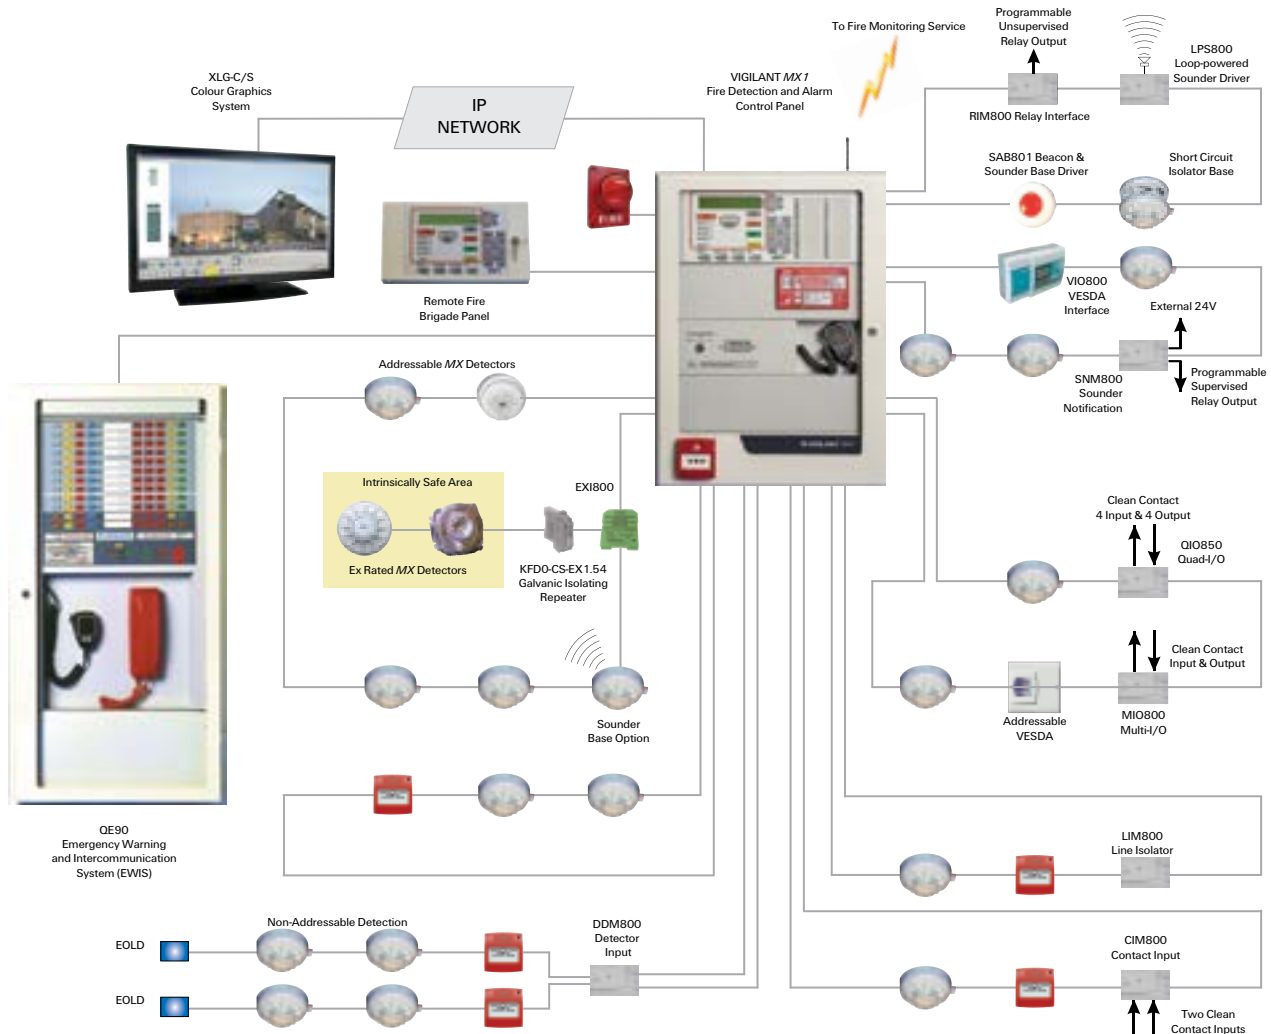 To Fire Monitoring Service
Programmable
Unsupervised
Relay Output
LPS800
Loop-powered
Sounder Driver
XLG-C/S
Colour Graphics
System
IP
NETWORK
VIGILANT MX1
Fire Detection and Alarm
Control Panel
RIM800 Relay Interface
SAB801 Beacon &
Sounder Base Driver
Short Circuit
Isolator Base
FIRE
Remote Fire
Brigade Panel
VIO800
VESDA
Interface
External 24V
SNM800
Sounder
Notification
Programmable
Supervised
Relay Output
Addressable MX Detectors
Intrinsically Safe Area
Ex Rated MX Detectors
EXI800
KFD0-CS-EX1.54
Galvanic Isolating
Repeater
Clean Contact
4 Input & 4 Output
QIO850
Quad-I/O
Clean Contact
Input & Output
Addressable
VESDA
MIO800
Multi-I/O
Sounder
Base Option
QE90
Emergency Warning
and Intercommunication
System (EWIS)
LIM800
Line Isolator
Non-Addressable Detection
EOLD
EOLD
DDM800
Detector
Input
CIM800
Contact Input
Two Clean
Contact Inputs